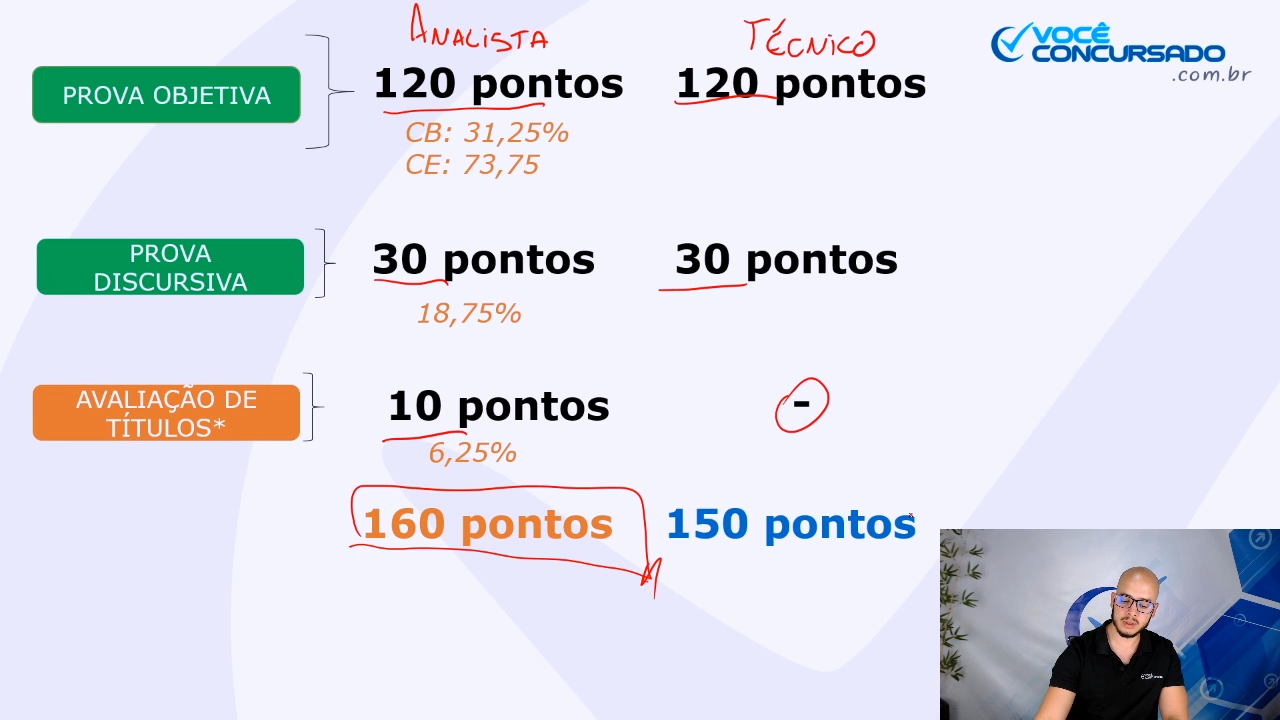 ANALISTA
TÉCNICO
VOCÊ
CONCURSADO
.com.br
PROVA OBJETIVA
120 pontos
120 pontos
CB: 31,25%
CE: 73,75
PROVA
DISCURSIVA
30 pontos
30 pontos
18,75%
AVALIAÇÃO DE
TÍTULOS*
10 pontos
-
6,25%
160 pontos
150 pontos